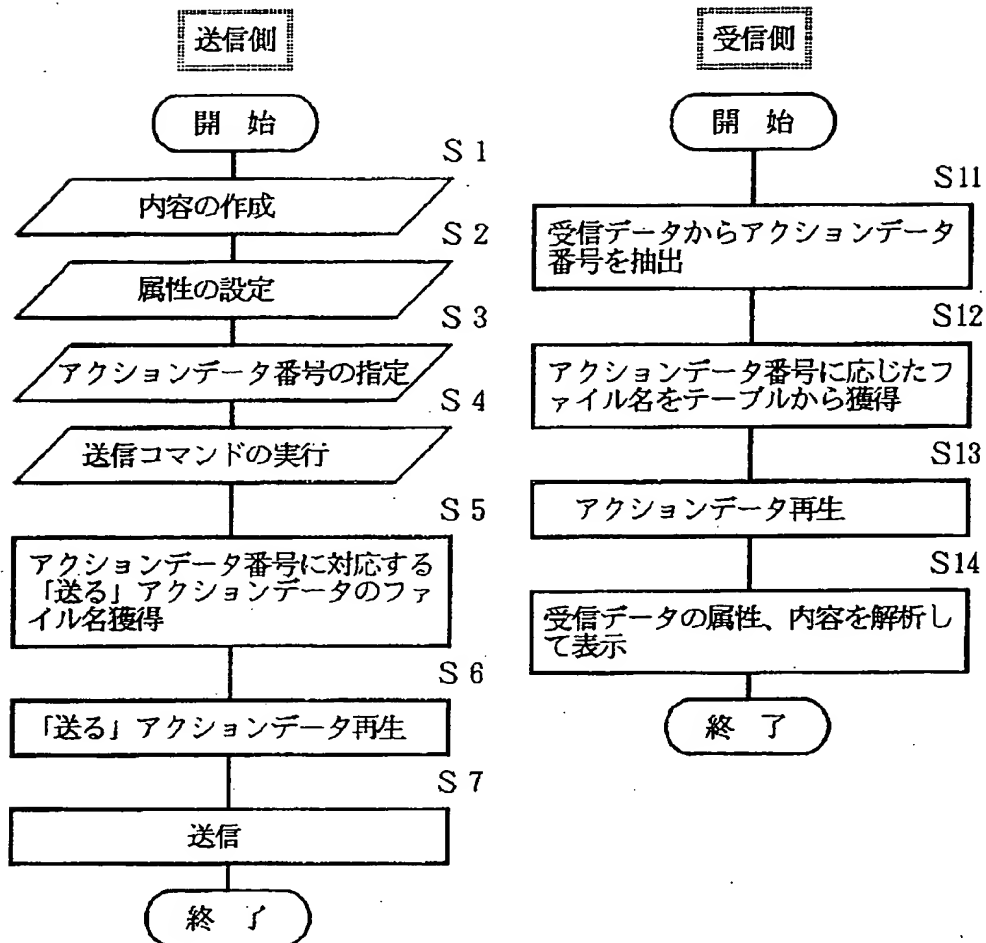 送信側
開 始
S1
内容の作成
S2
属性の設定
S3
アクションデータ番号の指定
S4
送信コマンドの実行
S5
アクションデータ番号に対応する
「送る」アクションデータのファ
イル名獲得
S6
「送る」アクションデータ再生
S7
送信
終 了
受信側
開 始
S11
受信データからアクションデータ
番号を抽出
S12
アクションデータ番号に応じたフ
ァイル名をテーブルから獲得
S13
アクションデータ再生
S14
受信データの属性、内容を解析し
て表示
終 了